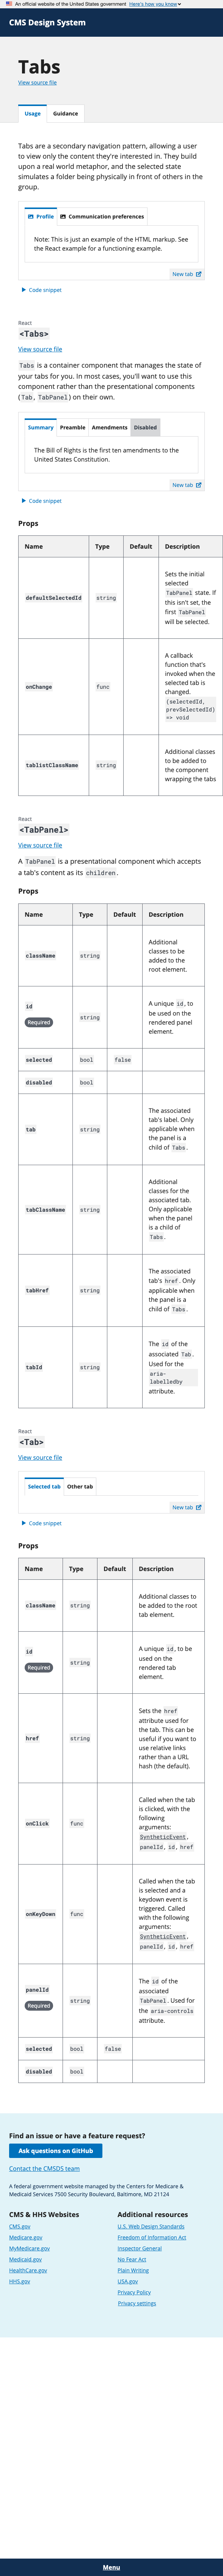 An official website of the United States government Here's how you know
CMS Design System
Tabs
View source file
Usage Guidance
Tabs are a secondary navigation pattern, allowing a user
to view only the content they're interested in. They build
upon a real world metaphor, and the selected state
simulates a folder being physically in front of others in the
group.
Profile Communication preferences
Note: This is just an example of the HTML markup. See
the React example for a functioning example.
New tab
Code snippet
React
<Tabs>
View source file
Tabs is a container component that manages the state of
your tabs for you. In most cases, you'll want to use this
component rather than the presentational components
(Tab, TabPanel) on their own.
Summary Preamble Amendments Disabled
The Bill of Rights is the first ten amendments to the
United States Constitution.
New tab
Code snippet
Props
Name Type Default Description
defaultSelectedId string
Sets the initial
selected
TabPanel state. If
this isn't set, the
first TabPanel
will be selected.
onChange func
A callback
function that's
invoked when the
selected tab is
changed.
(selectedId,
prevSelectedId)
=> void
tablistClassName string
Additional classes
to be added to
the component
wrapping the tabs
React
<TabPanel>
View source file
A TabPanel is a presentational component which accepts
a tab's content as its children.
Props
Name Type Default Description
className string
Additional
classes to be
added to the
root element.
id
Required
string
A unique id, to
be used on the
rendered panel
element.
selected bool false
disabled bool
tab string
The associated
tab's label. Only
applicable when
the panel is a
child of Tabs.
tabClassName string
Additional
classes for the
associated tab.
Only applicable
when the panel
is a child of
Tabs.
tabHref string
The associated
tab's href. Only
applicable when
the panel is a
child of Tabs.
tabId string
The id of the
associated Tab.
Used for the
aria-
labelledby
attribute.
React
<Tab>
View source file
Selected tab Other tab
New tab
Code snippet
Props
Name Type Default Description
className string
Additional classes to
be added to the root
tab element.
id
Required
string
A unique id, to be
used on the
rendered tab
element.
href string
Sets the href
attribute used for
the tab. This can be
useful if you want to
use relative links
rather than a URL
hash (the default).
onClick func
Called when the tab
is clicked, with the
following
arguments:
SyntheticEvent,
panelId, id, href
onKeyDown func
Called when the tab
is selected and a
keydown event is
triggered. Called
with the following
arguments:
SyntheticEvent,
panelId, id, href
panelId
Required
string
The id of the
associated
TabPanel. Used for
the aria-controls
attribute.
selected bool false
disabled bool
Find an issue or have a feature request?
Ask questions on GitHub
Contact the CMSDS team
A federal government website managed by the Centers for Medicare &
Medicaid Services 7500 Security Boulevard, Baltimore, MD 21124
CMS & HHS Websites
CMS.gov
Medicare.gov
MyMedicare.gov
Medicaid.gov
HealthCare.gov
HHS.gov
Additional resources
U.S. Web Design Standards
Freedom of Information Act
Inspector General
No Fear Act
Plain Writing
USA.gov
Privacy Policy
Privacy settings
Menu